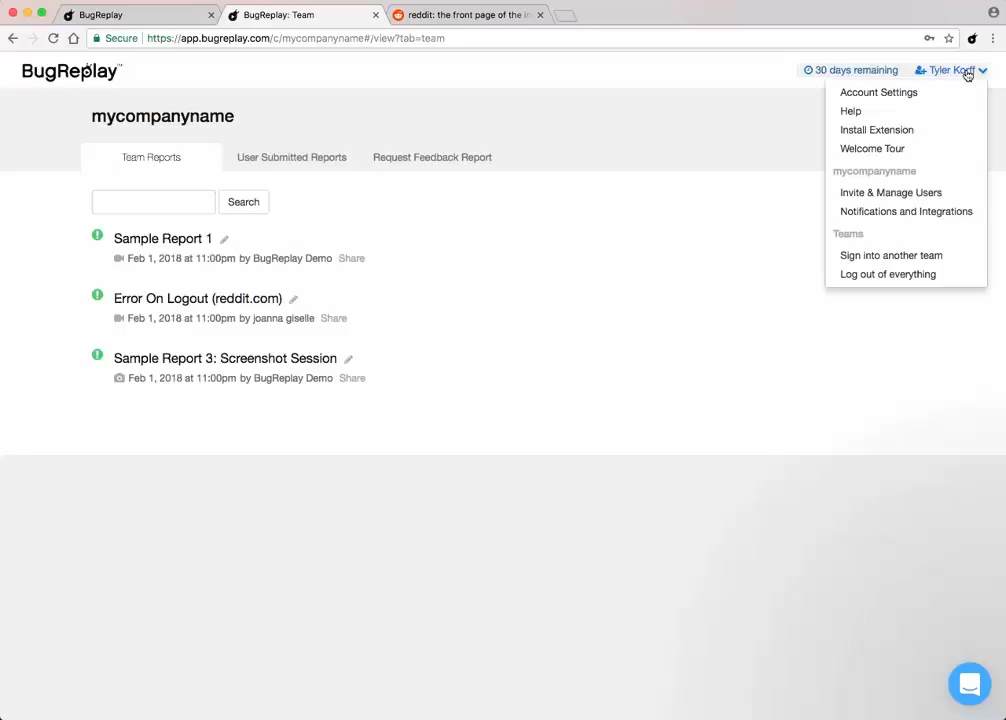 BugReplay
BugReplay: Team
reddit: the front page of the in
Secure
https://app.bugreplay.com/c/mycompanyname#/view?tab=team
BugReplay™
30 days remaining
Tyler Korff
mycompanyname
Team Reports
User Submitted Reports
Request Feedback Report
Search
Sample Report 1
Feb 1, 2018 at 11:00pm by BugReplay Demo Share
Error On Logout (reddit.com)
Feb 1, 2018 at 11:00pm by joanna giselle Share
Sample Report 3: Screenshot Session
Feb 1, 2018 at 11:00pm by BugReplay Demo Share
Account Settings
Help
Install Extension
Welcome Tour
mycompanyname
Invite & Manage Users
Notifications and Integrations
Teams
Sign into another team
Log out of everything